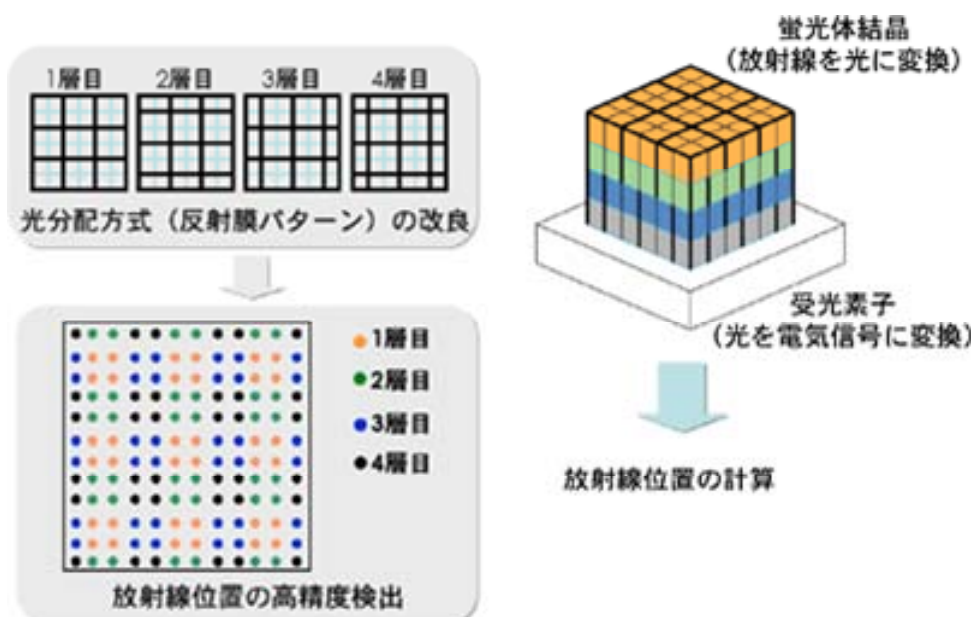 1層目 2層目 3層目 4層目
光分配方式（反射膜パターン）の改良
1層目
2層目
3層目
4層目
放射線位置の高精度検出
蛍光体結晶
（放射線を光に変換）
受光素子
（光を電気信号に変換）
放射線位置の計算